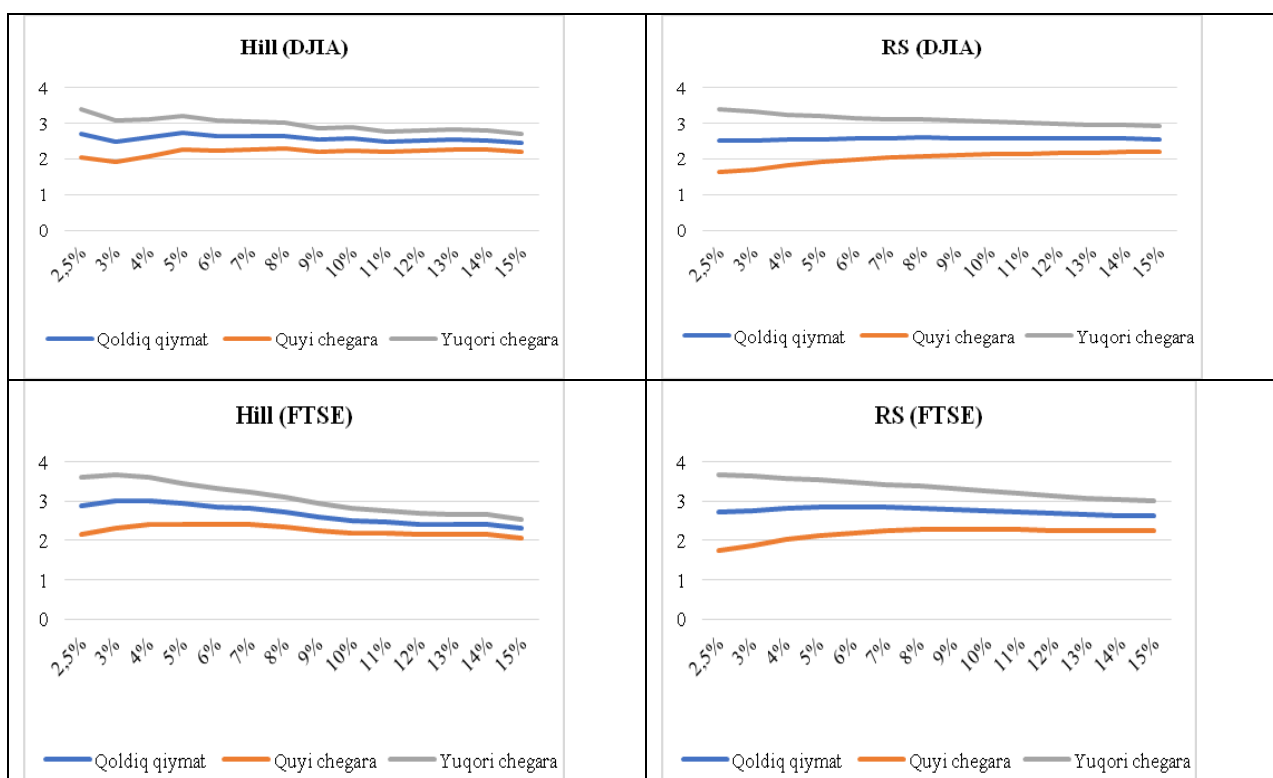 Hill (DJIA)
4
3
2
1
0
2,5% 3% 4% 5% 6% 7% 8% 9% 10% 11% 12% 13% 14% 15%
Qoldiq qiymat Quyi chegara Yuqori chegara
RS (DJIA)
4
3
2
1
0
2,5% 3% 4% 5% 6% 7% 8% 9% 10% 11% 12% 13% 14% 15%
Qoldiq qiymat Quyi chegara Yuqori chegara
Hill (FTSE)
4
3
2
1
0
2,5% 3% 4% 5% 6% 7% 8% 9% 10% 11% 12% 13% 14% 15%
Qoldiq qiymat Quyi chegara Yuqori chegara
RS (FTSE)
4
3
2
1
0
2,5% 3% 4% 5% 6% 7% 8% 9% 10% 11% 12% 13% 14% 15%
Qoldiq qiymat Quyi chegara Yuqori chegara